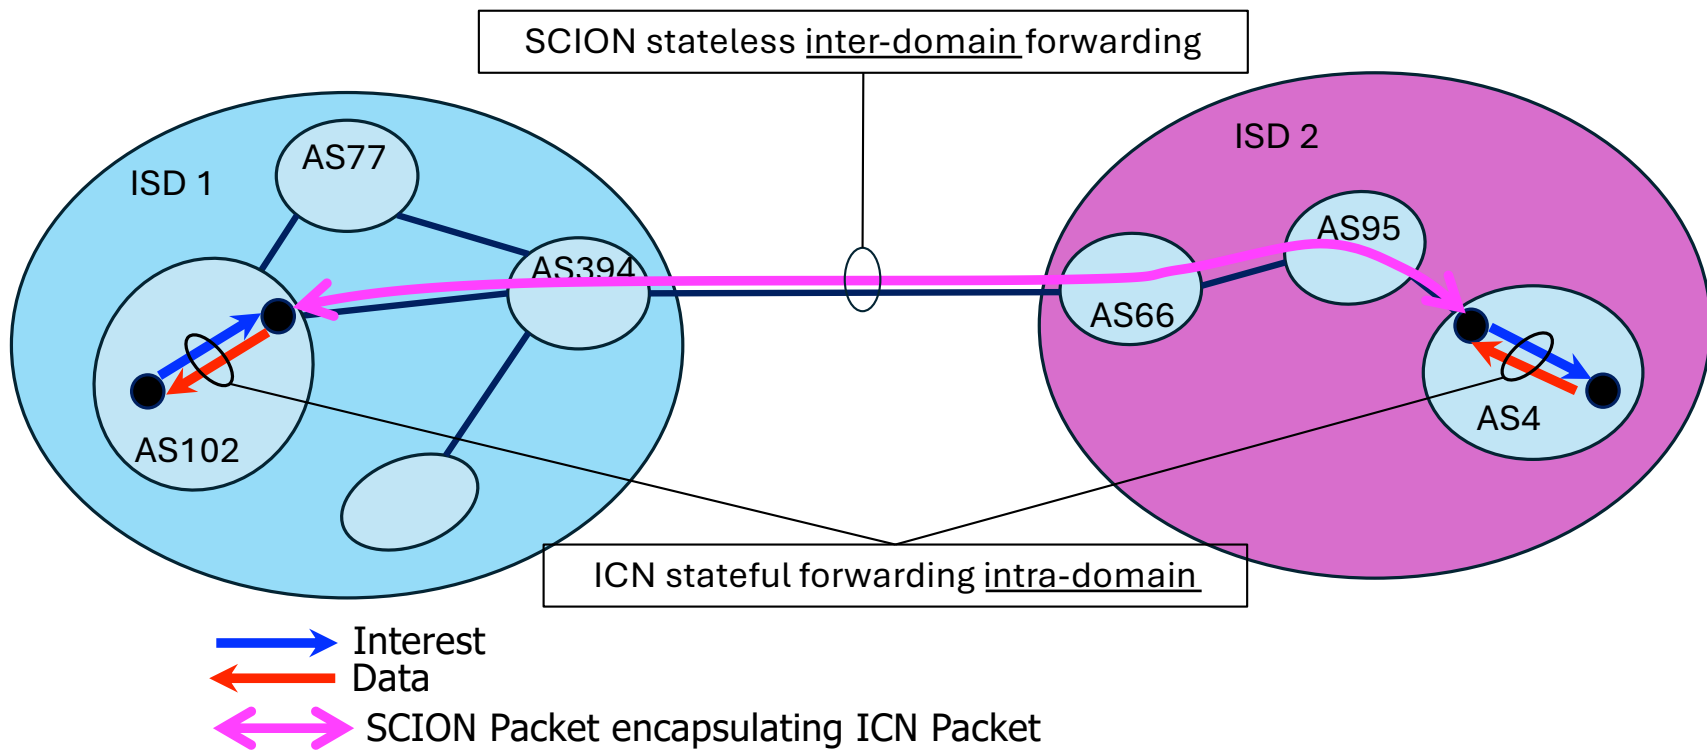 SCION stateless inter-domain forwarding
ISD 1
AS77
AS394
AS102
ISD 2
AS95
AS66
AS4
ICN stateful forwarding intra-domain
Interest
Data
SCION Packet encapsulating ICN Packet